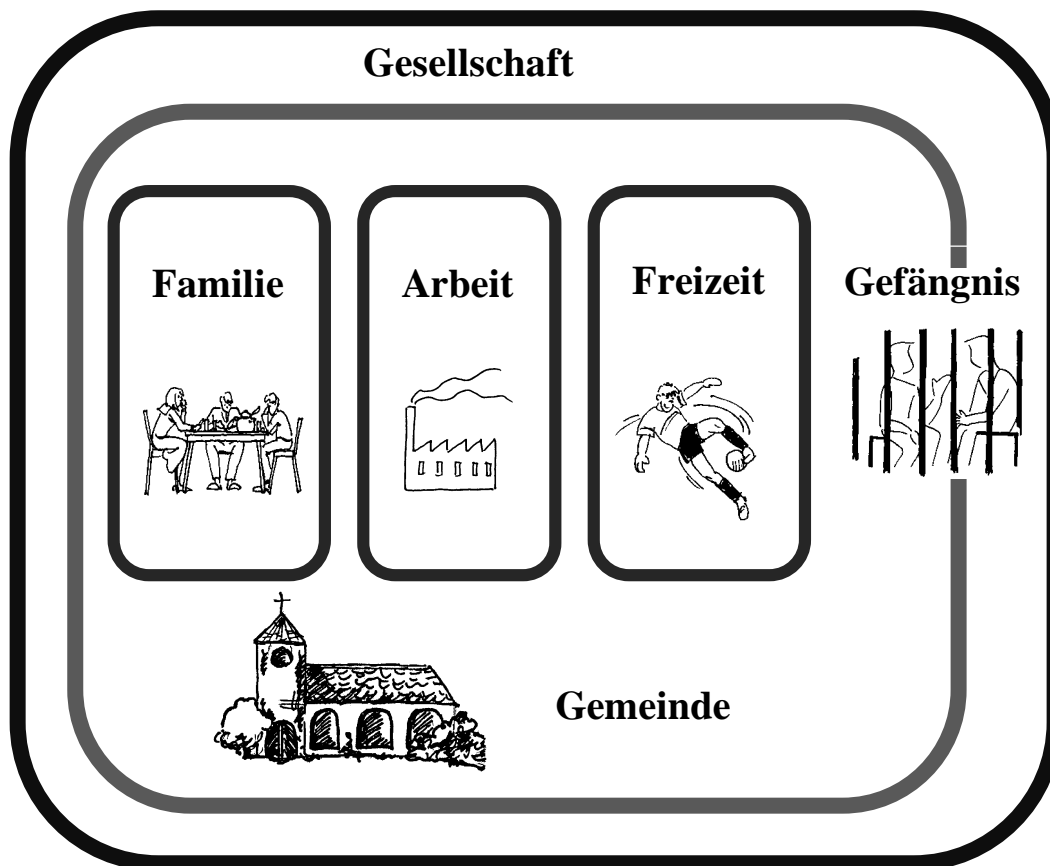 Gesellschaft
Familie
Arbeit
Freizeit
Gefängnis
Gemeinde